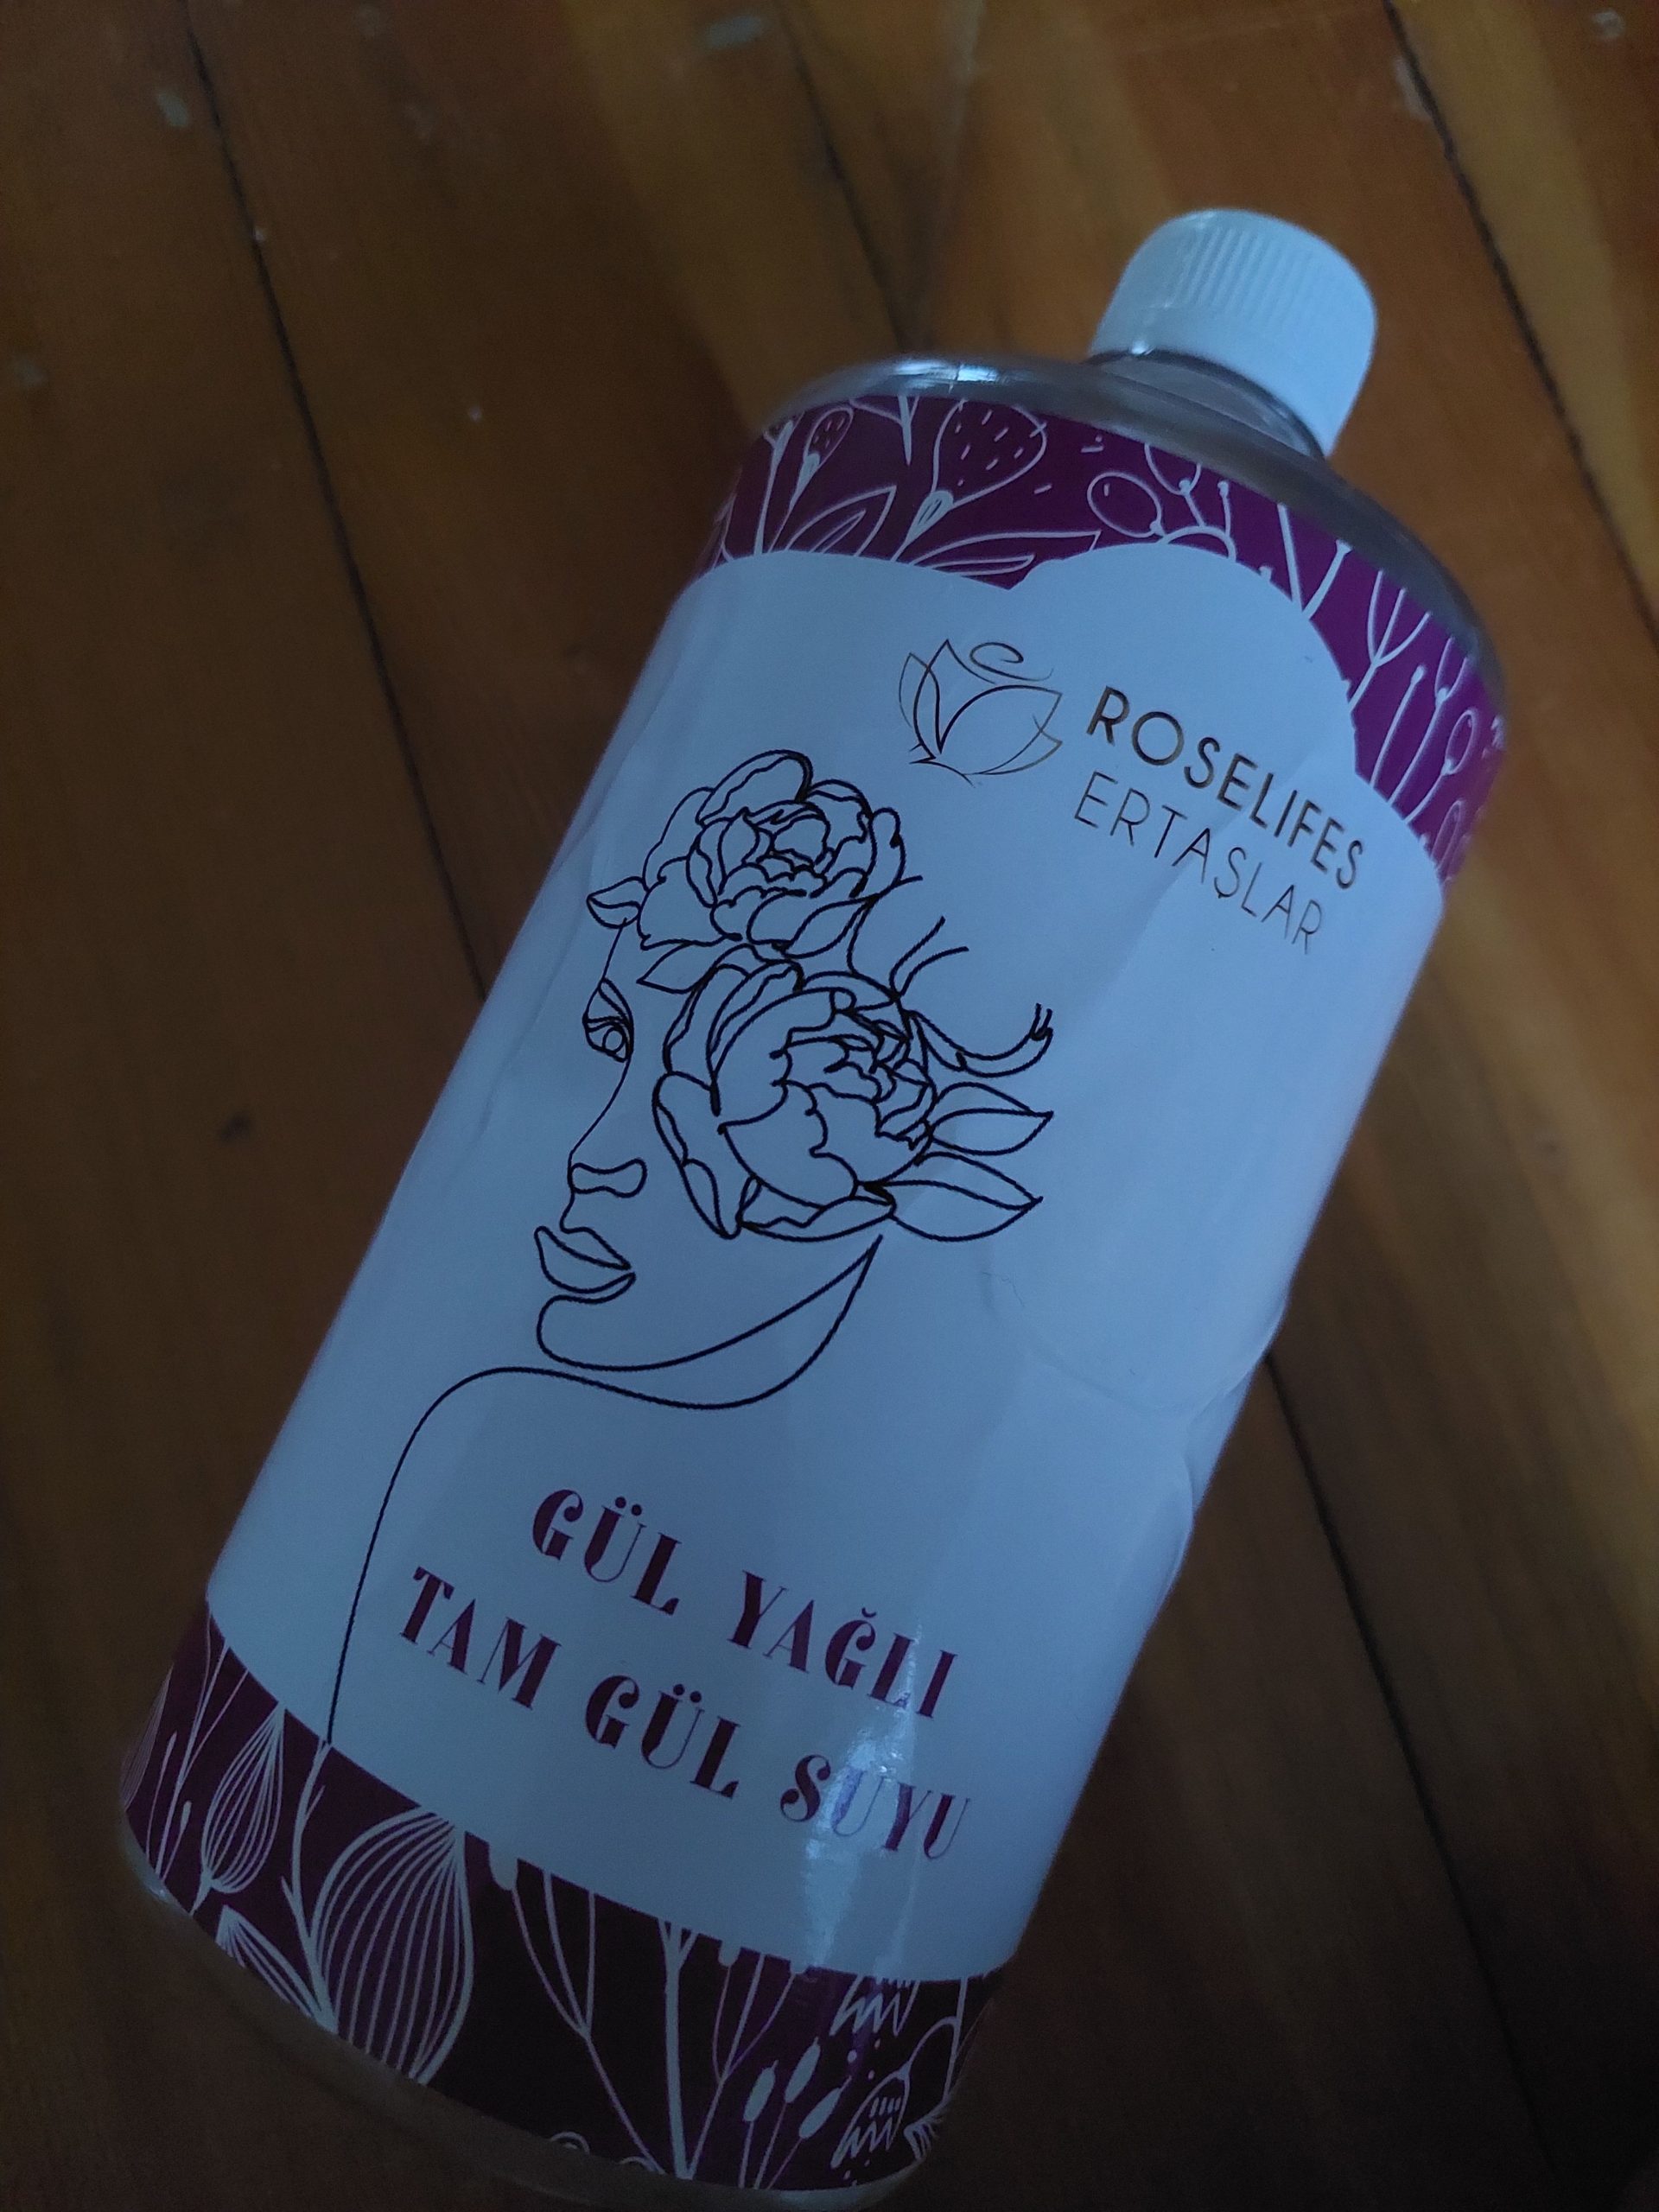 ROSELIFES
ERTAŞLAR
GÜL YAĞLI
TAM GÜL SUYU